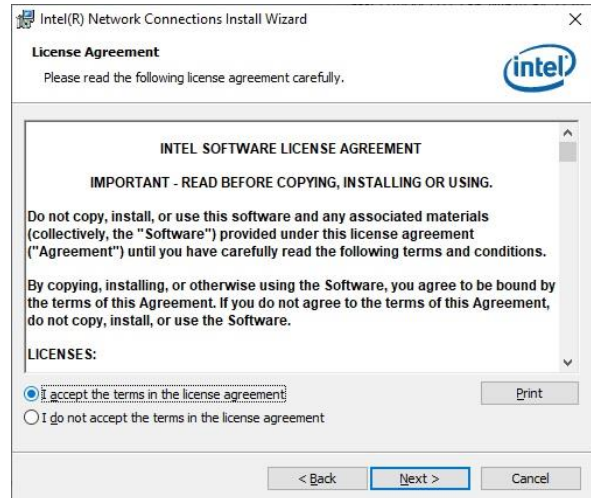 Intel(R) Network Connections Install Wizard
License Agreement
Please read the following license agreement carefully.
intel
INTEL SOFTWARE LICENSE AGREEMENT
IMPORTANT - READ BEFORE COPYING, INSTALLING OR USING.
Do not copy, install, or use this software and any associated materials
(collectively, the "Software") provided under this license agreement
("Agreement") until you have carefully read the following terms and conditions.
By copying, installing, or otherwise using the Software, you agree to be bound by
the terms of this Agreement. If you do not agree to the terms of this Agreement,
do not copy, install, or use the Software.
LICENSES:
I accept the terms in the license agreement
Print
I do not accept the terms in the license agreement
< Back
Next >
Cancel